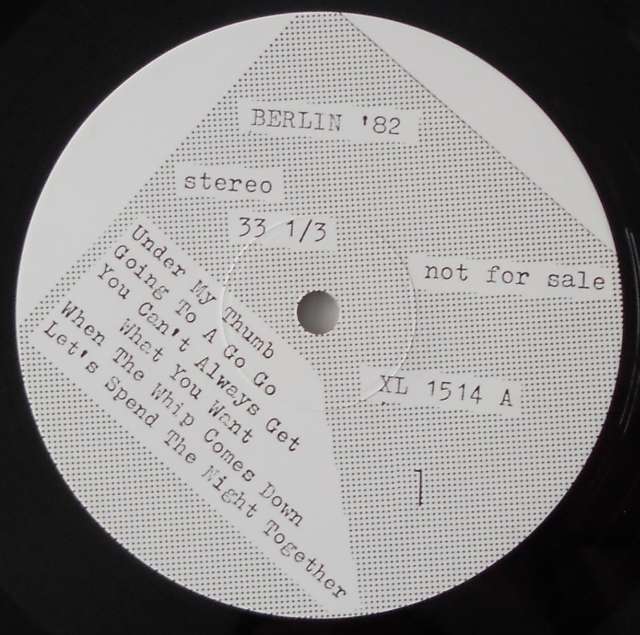 BERLIN '82
stereo
33 1/3
not for sale
Under My Thumb
Going To A Go Go
You Can't Always Get
What You Want
When The Whip Comes Down
Let's Spend The Night Together
XL 1514 A
1